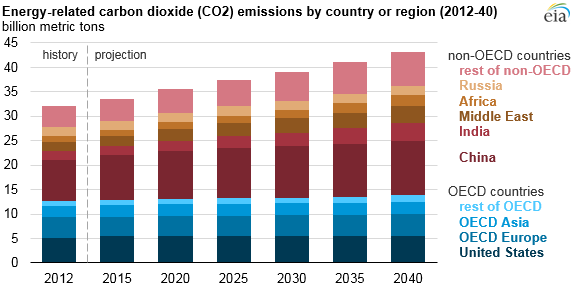 Energy-related carbon dioxide (CO2) emissions by country or region (2012-40)
billion metric tons
eia
45
40
35
30
25
20
15
10
5
0
history
projection
2012
2015
2020
2025
2030
2035
2040
non-OECD countries
rest of non-OECD
Russia
Africa
Middle East
India
China
OECD countries
rest of OECD
OECD Asia
OECD Europe
United States